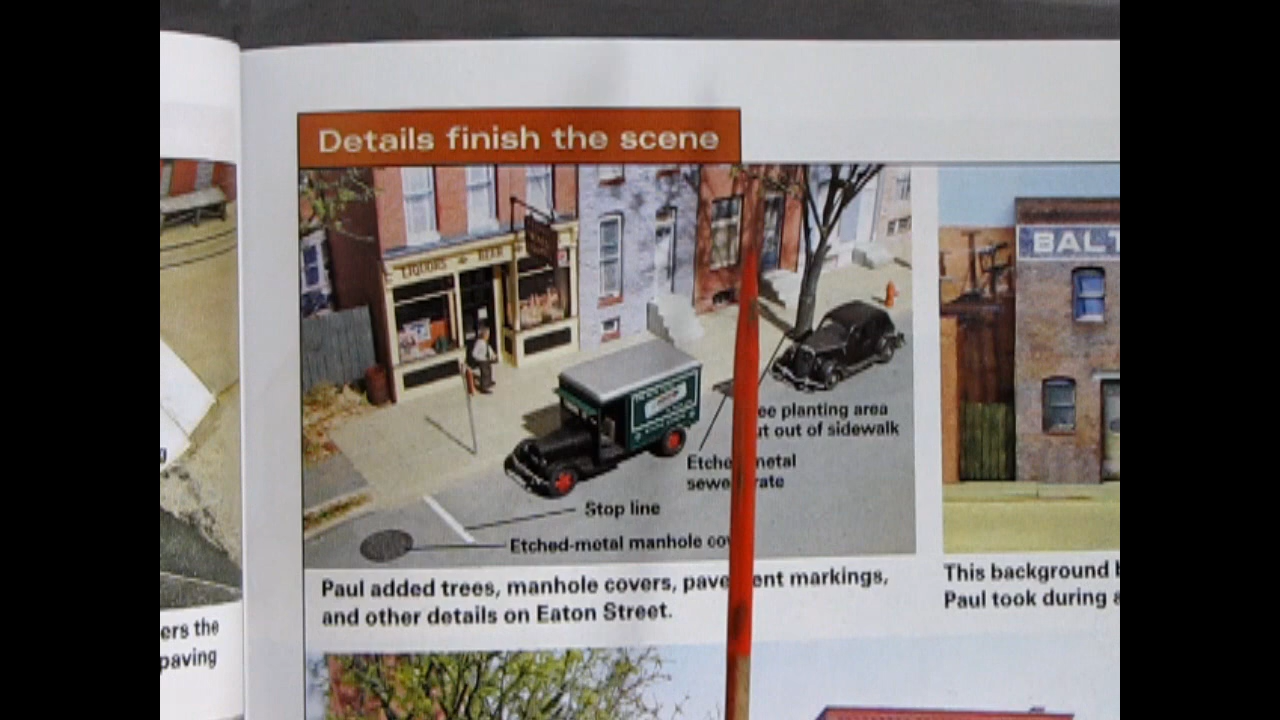 Details finish the scene
LIQUORS BEER
BALT
ee planting area
ut out of sidewalk
Etche metal
sewe rate
Stop line
Etched-metal manhole cov
Paul added trees, manhole covers, pave ent markings,
and other details on Eaton Street.
This background b
Paul took during a
ers the
paving